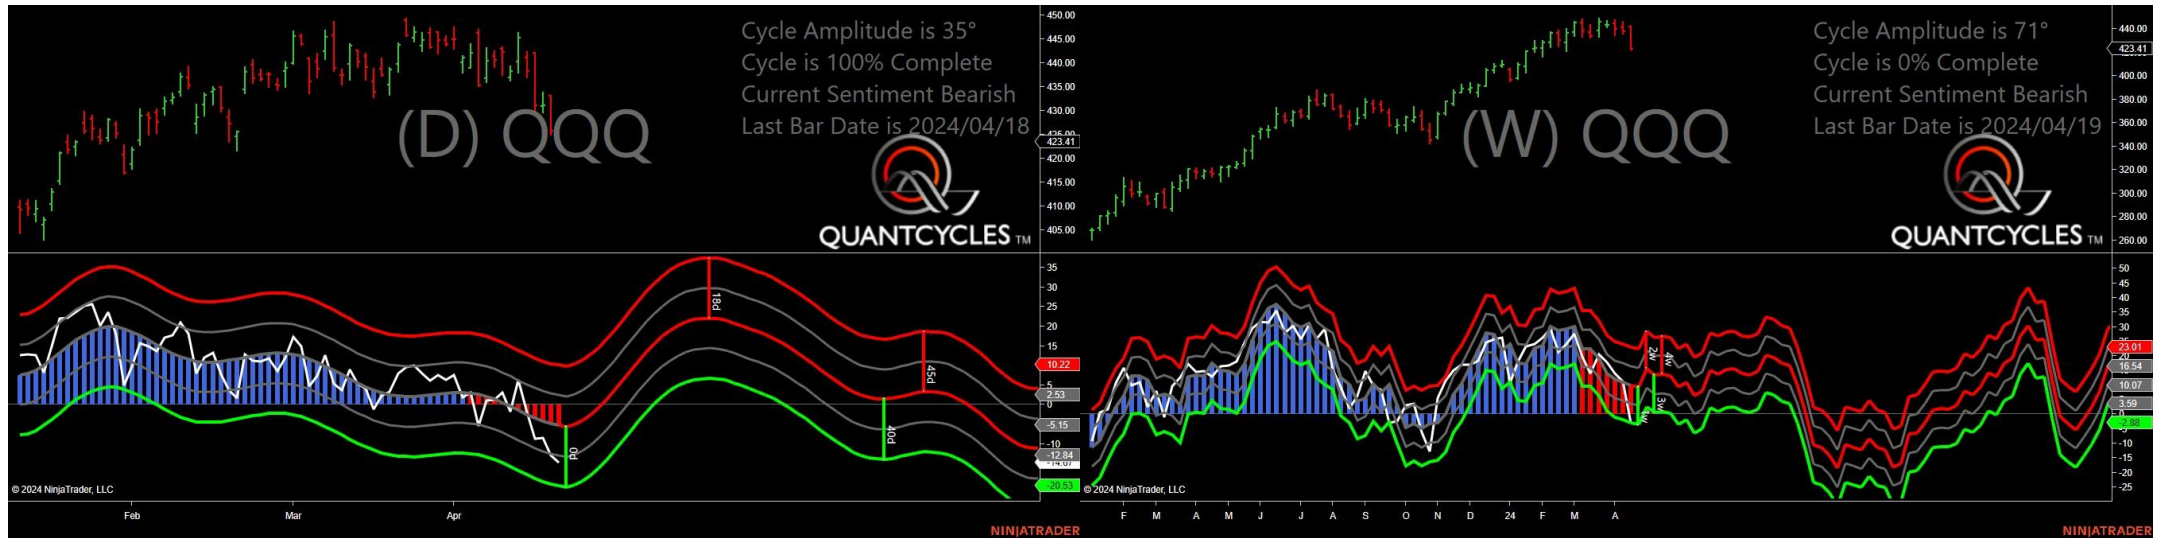 450.00
445.00
440.00
435.00
430.00
425.00
423.41
420.00
415.00
410.00
405.00
Cycle Amplitude is 35°
Cycle is 100% Complete
Current Sentiment Bearish
Last Bar Date is 2024/04/18
(D) QQQ
QUANTCYCLES TM
35
30
25
20
15
10.22
5
2.53
0
-5.15
-10
-12.84
-14.67
-20.53
18d
45d
40d
0d
© 2024 NinjaTrader, LLC
Feb Mar Apr
NINJATRADER
440.00
423.41
400.00
380.00
360.00
340.00
320.00
300.00
280.00
260.00
Cycle Amplitude is 71°
Cycle is 0% Complete
Current Sentiment Bearish
Last Bar Date is 2024/04/19
(W) QQQ
QUANTCYCLES TM
50
45
40
35
30
23.01
20
16.54
10.07
3.59
0
-2.88
-10
-15
-20
-25
2w
4w
3w
© 2024 NinjaTrader, LLC
F M A M J J A S O N D 24 F M A
NINJATRADER